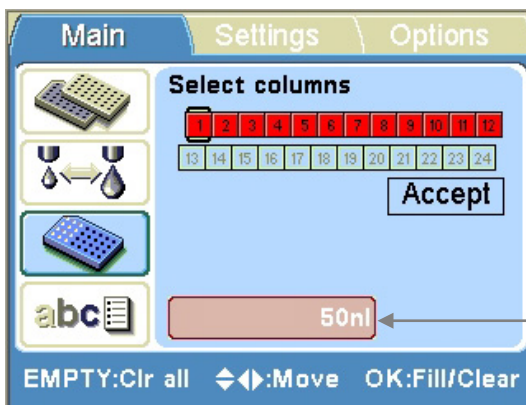 Main Settings Options
Select columns
1 2 3 4 5 6 7 8 9 10 11 12
13 14 15 16 17 18 19 20 21 22 23 24
Accept
abc
50nl
EMPTY:Clr all :Move OK:Fill/Clear